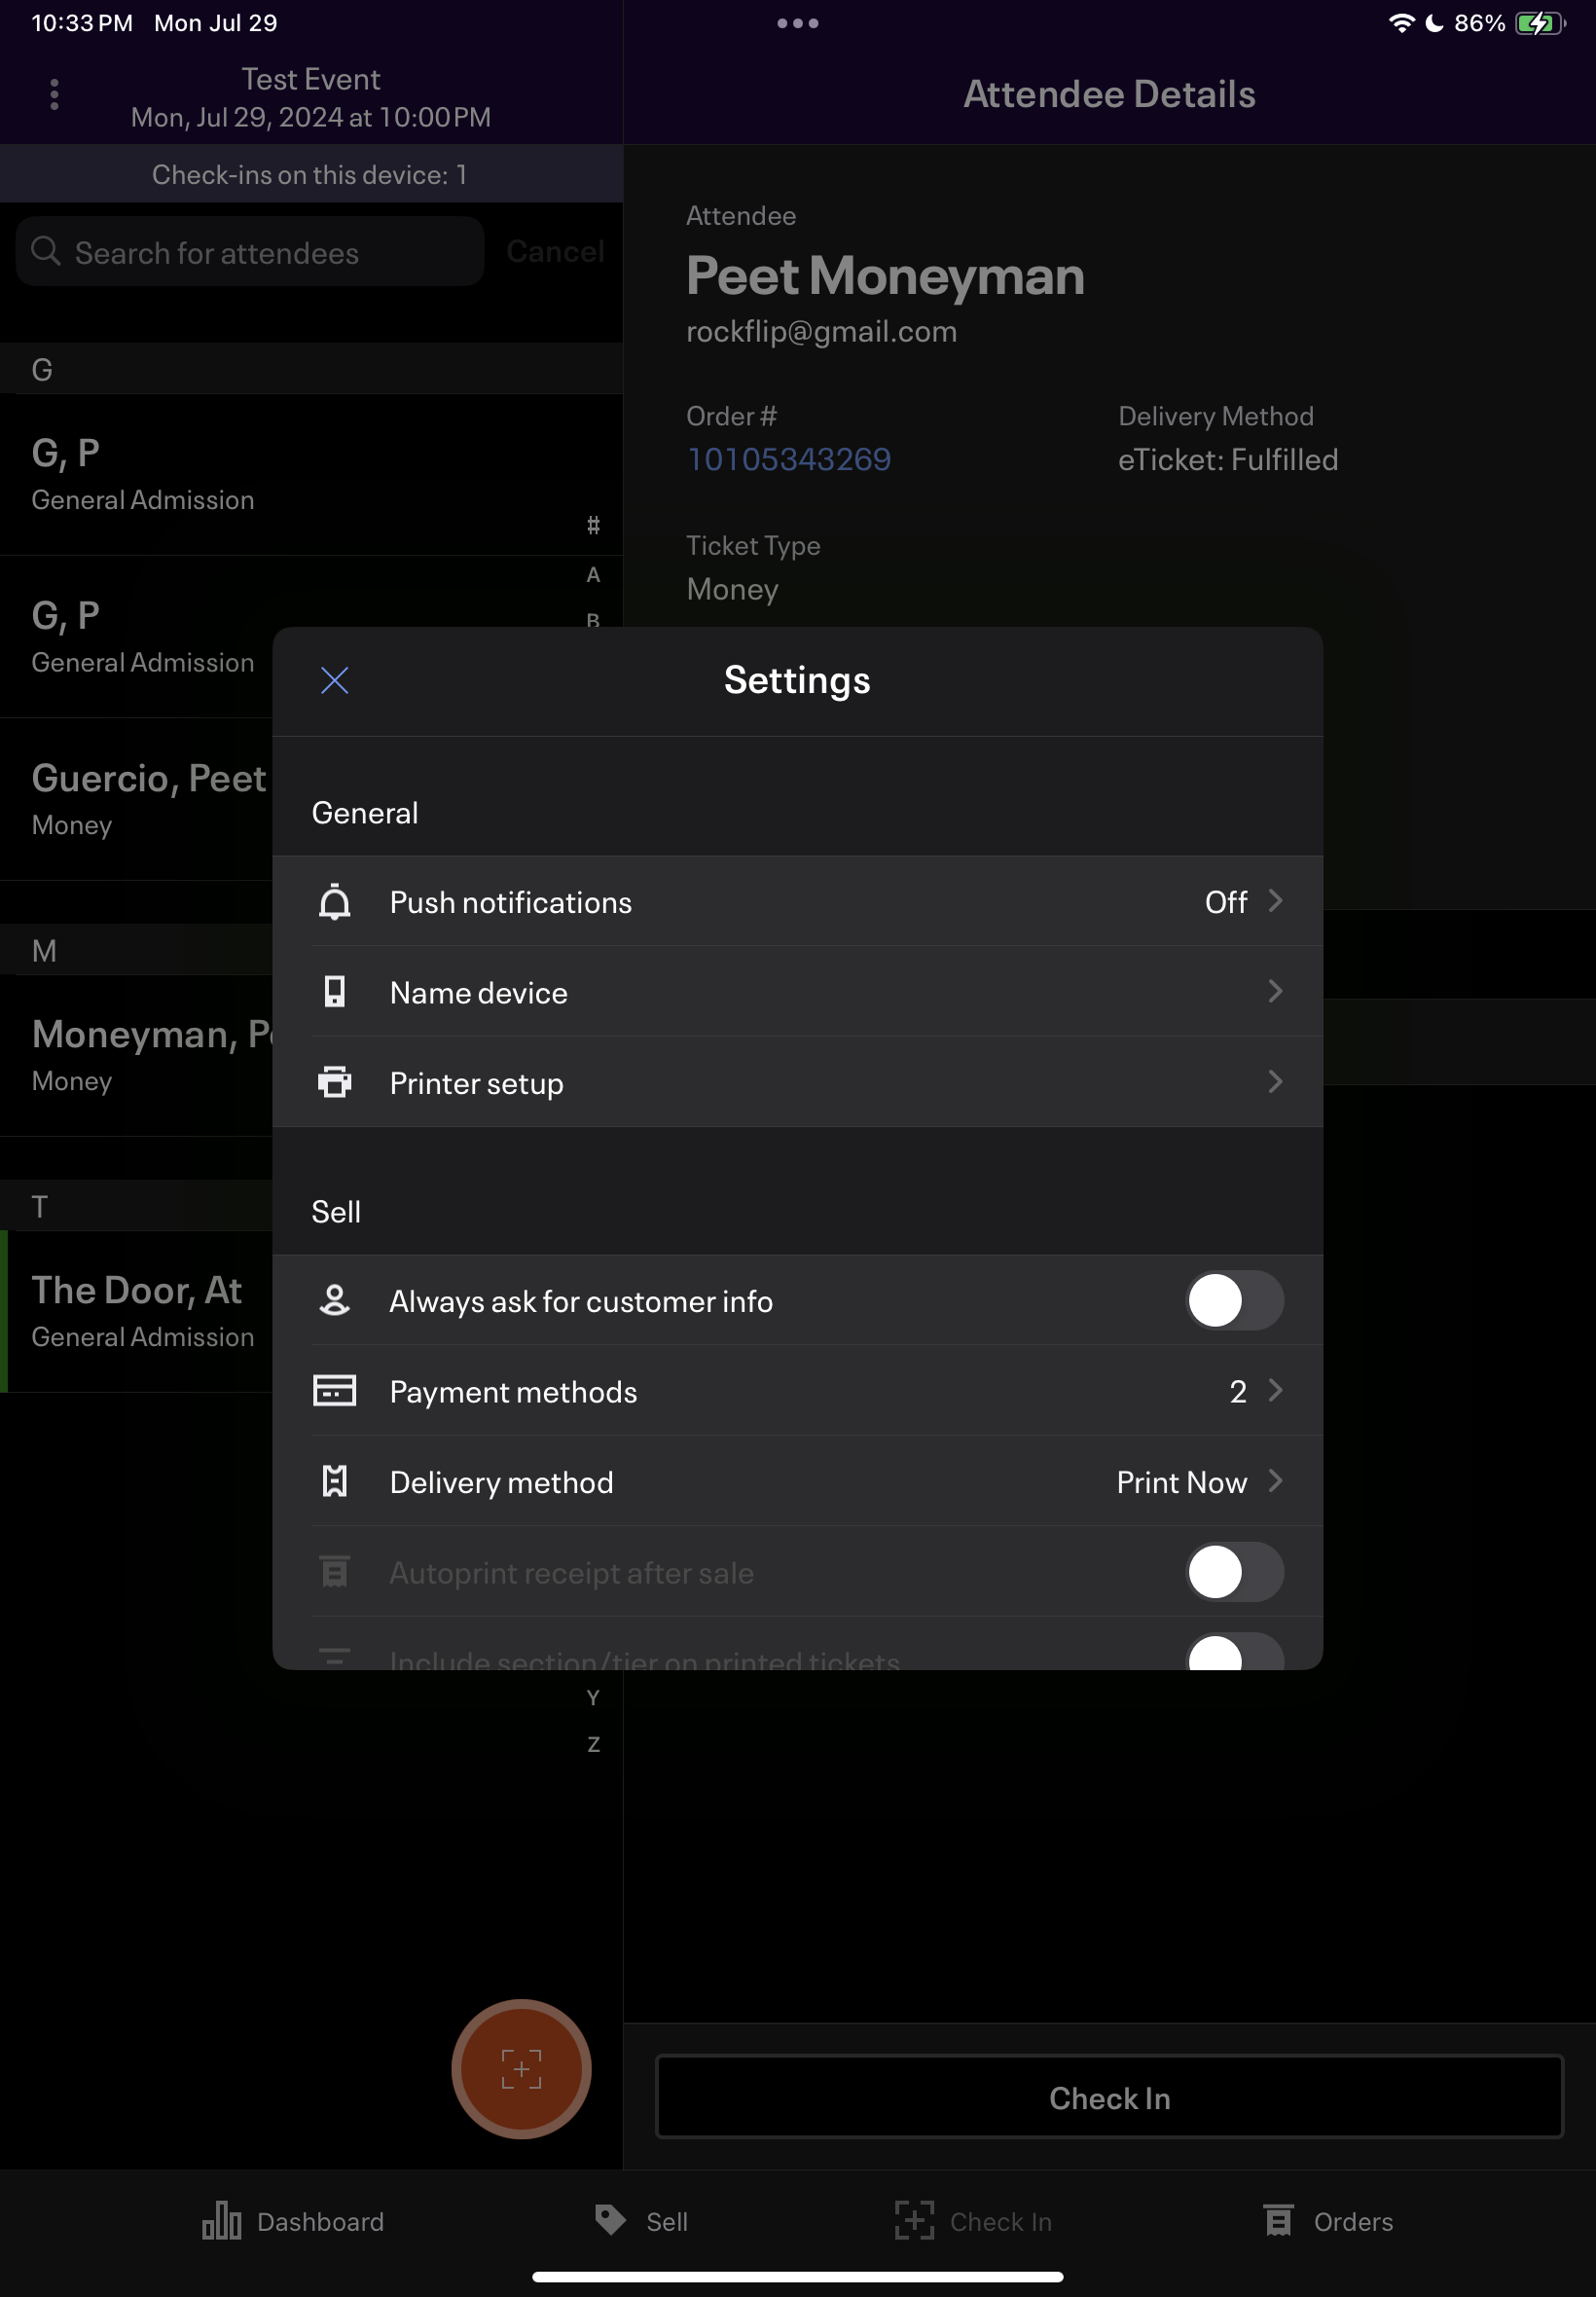 10:33 PM Mon Jul 29
86%
Test Event
Mon, Jul 29, 2024 at 10:00 PM
Attendee Details
Check-ins on this device: 1
Search for attendees
Cancel
Attendee
Peet Moneyman
rockflip@gmail.com
Order #
Delivery Method
10105343269
eTicket: Fulfilled
Ticket Type
Money
G
G, P
General Admission
G, P
General Admission
Guercio, Peet
Money
M
Moneyman, Pe
Money
T
The Door, At
General Admission
#
A
B
Y
Z
Settings
General
Push notifications Off
Name device
Printer setup
Sell
Always ask for customer info
Payment methods 2
Delivery method Print Now
Autoprint receipt after sale
Include section/tier on printed tickets
Check In
Dashboard
Sell
Check In
Orders